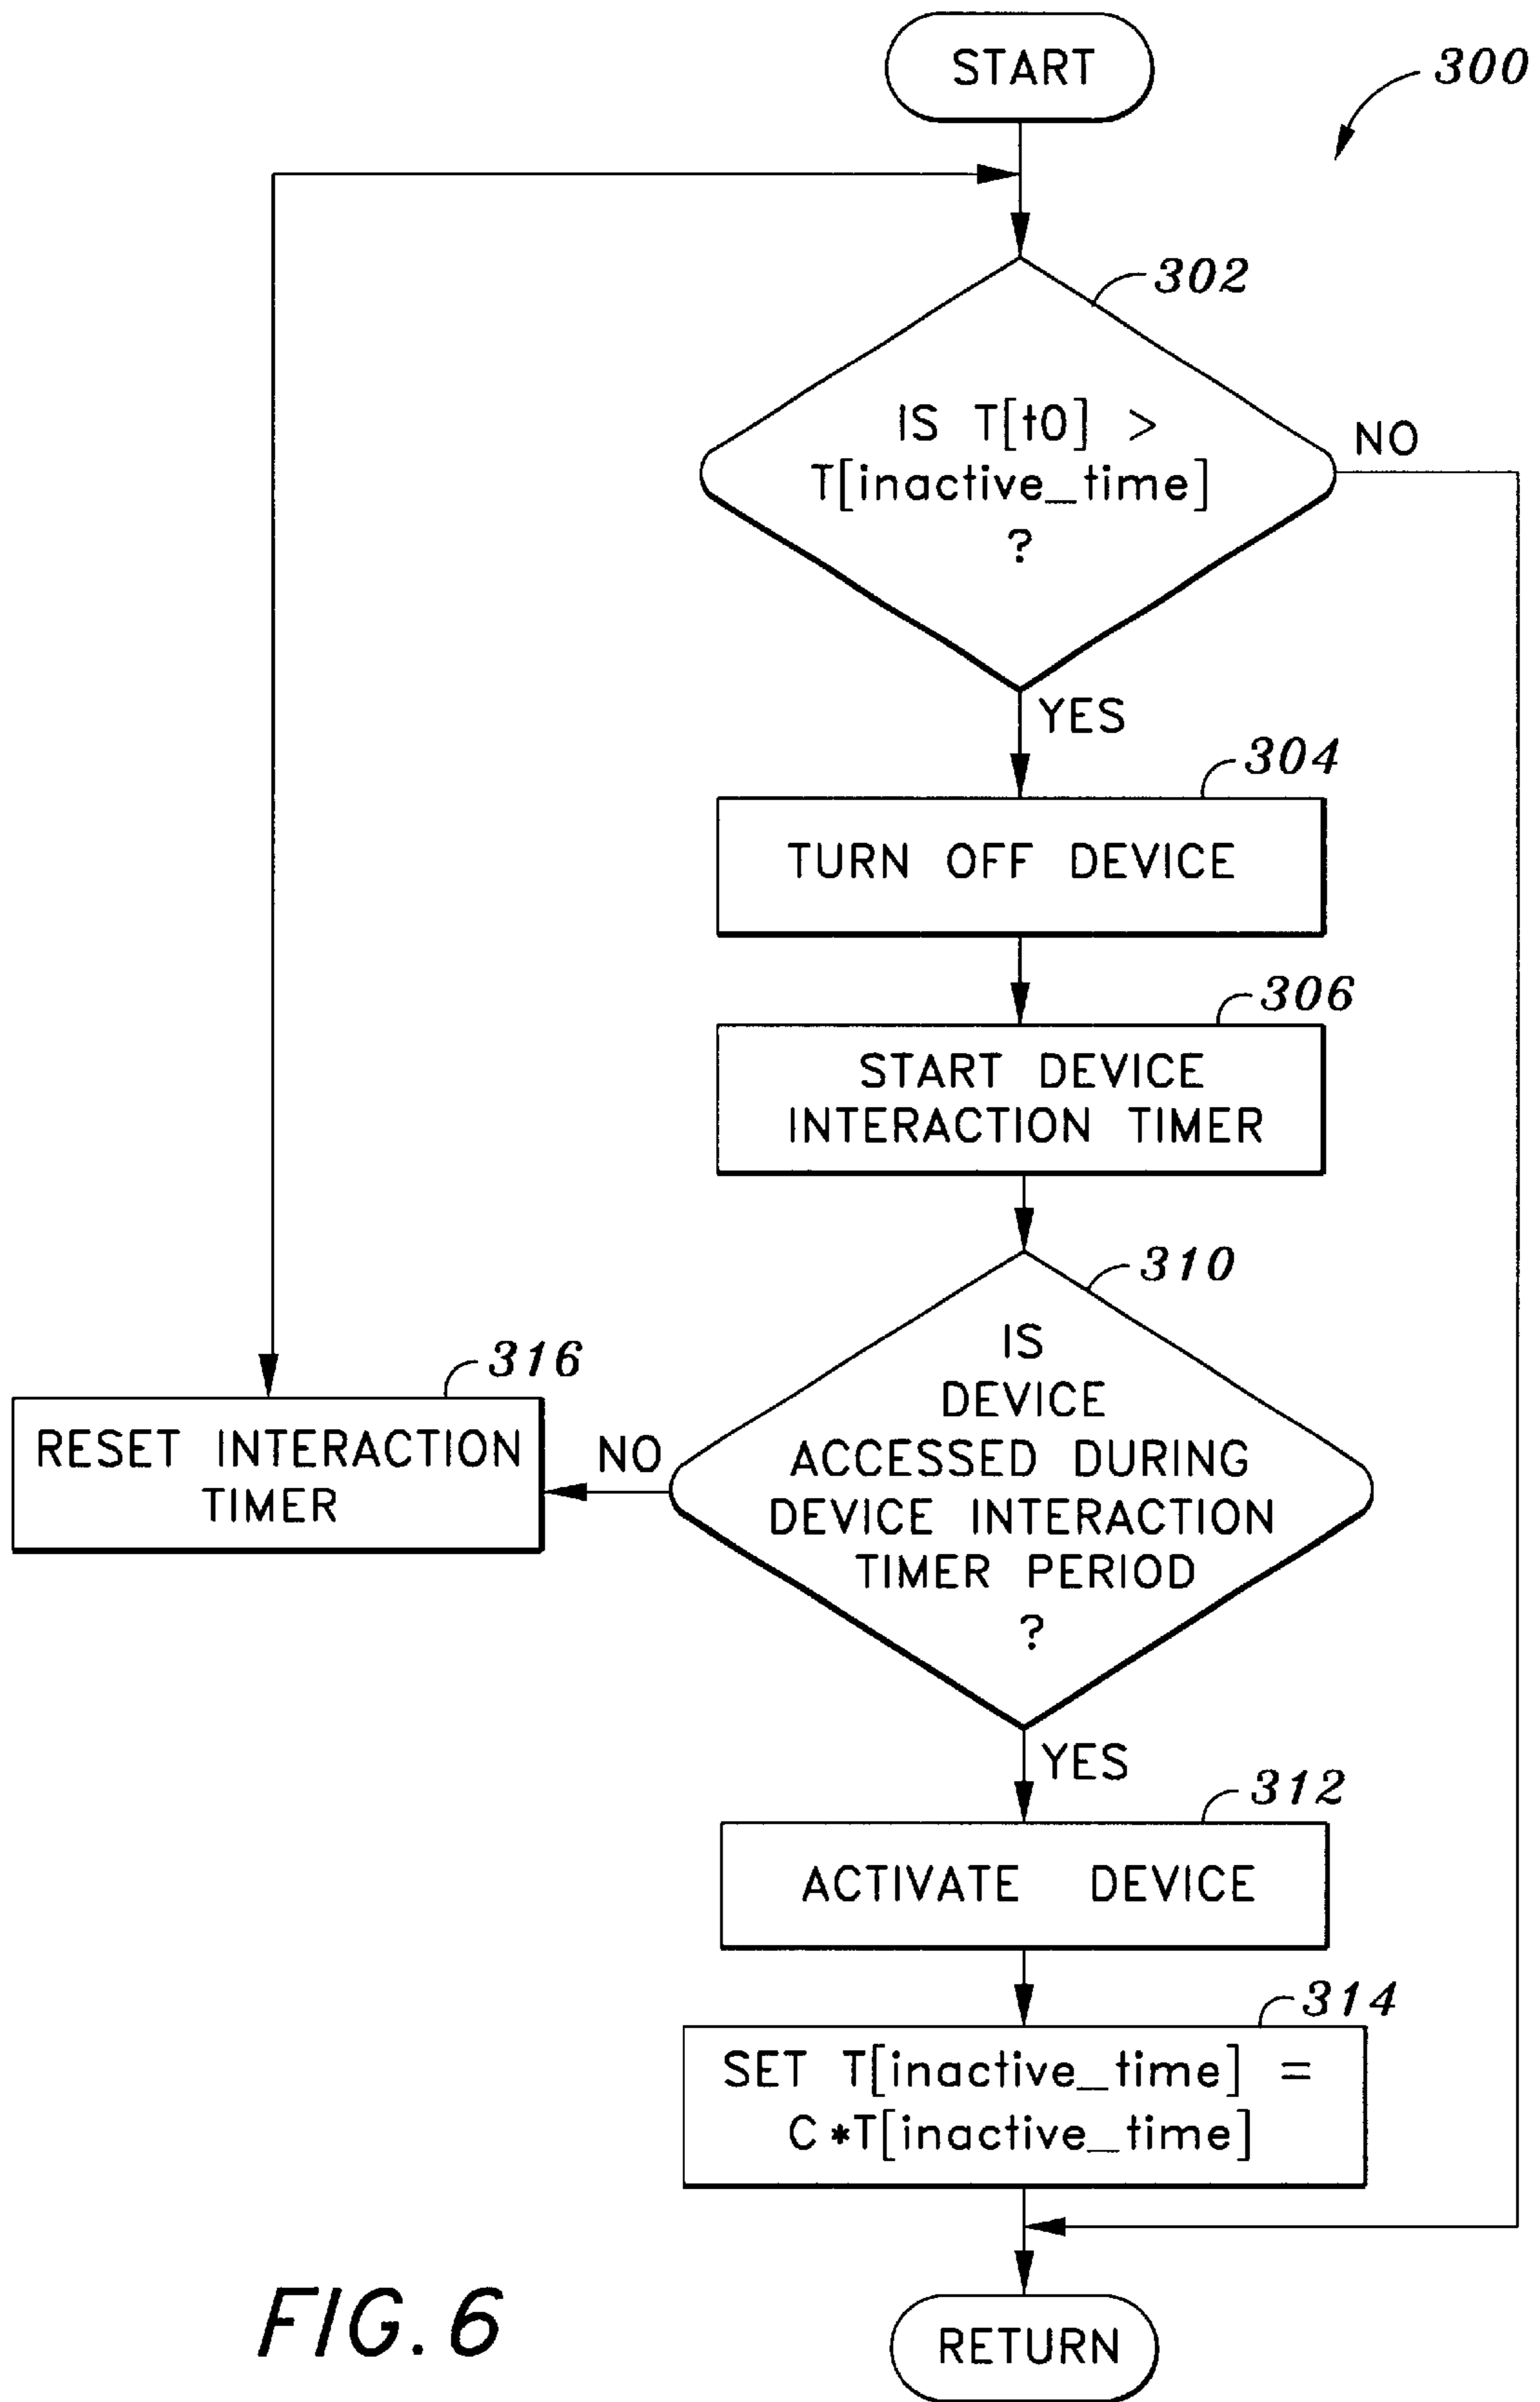 START
300
302
IS T[t0] >
T[inactive_time]
?
NO
YES
304
TURN OFF DEVICE
306
START DEVICE
INTERACTION TIMER
310
IS
DEVICE
ACCESSED DURING
DEVICE INTERACTION
TIMER PERIOD
?
NO
316
RESET INTERACTION
TIMER
YES
312
ACTIVATE DEVICE
314
SET T[inactive_time] =
C*T[inactive_time]
RETURN
FIG. 6